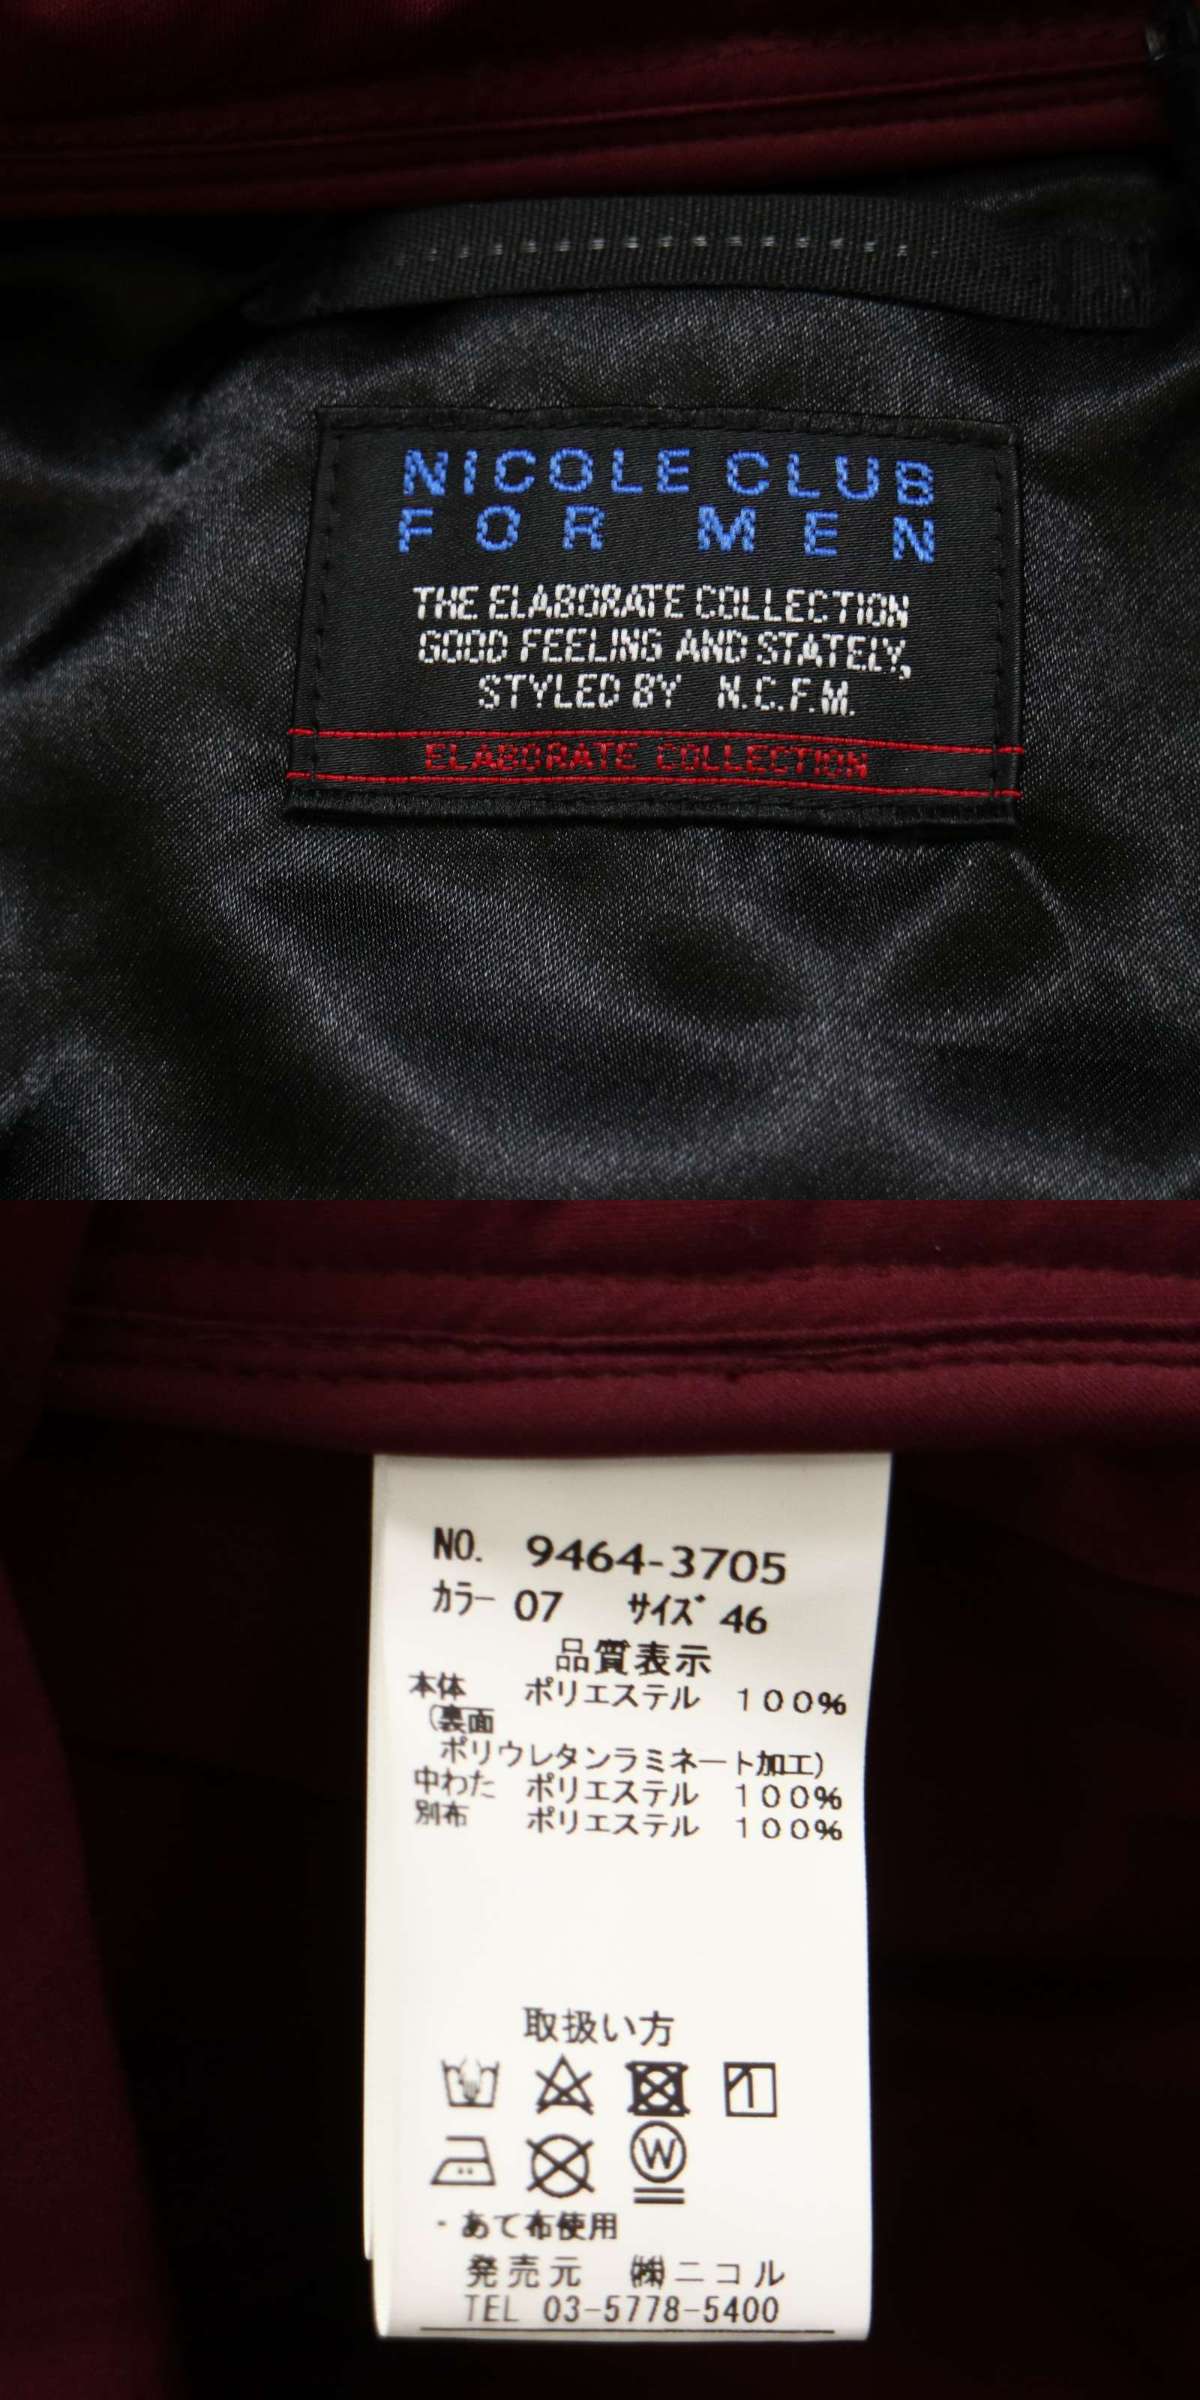 NICOLE CLUB
FOR MEN
THE ELABORATE COLLECTION
GOOD FEELING AND STATELY,
STYLED BY N.C.F.M.
ELABORATE COLLECTION
NO. 9464-3705
カラー 07 サイズ 46
品質表示
本体 ポリエステル 100%
(裏面
ポリウレタンラミネート加工)
中わた ポリエステル 100%
別布 ポリエステル 100%
取扱い方
W
・あて布使用
発売元 ㈱ニコル
TEL 03-5778-5400